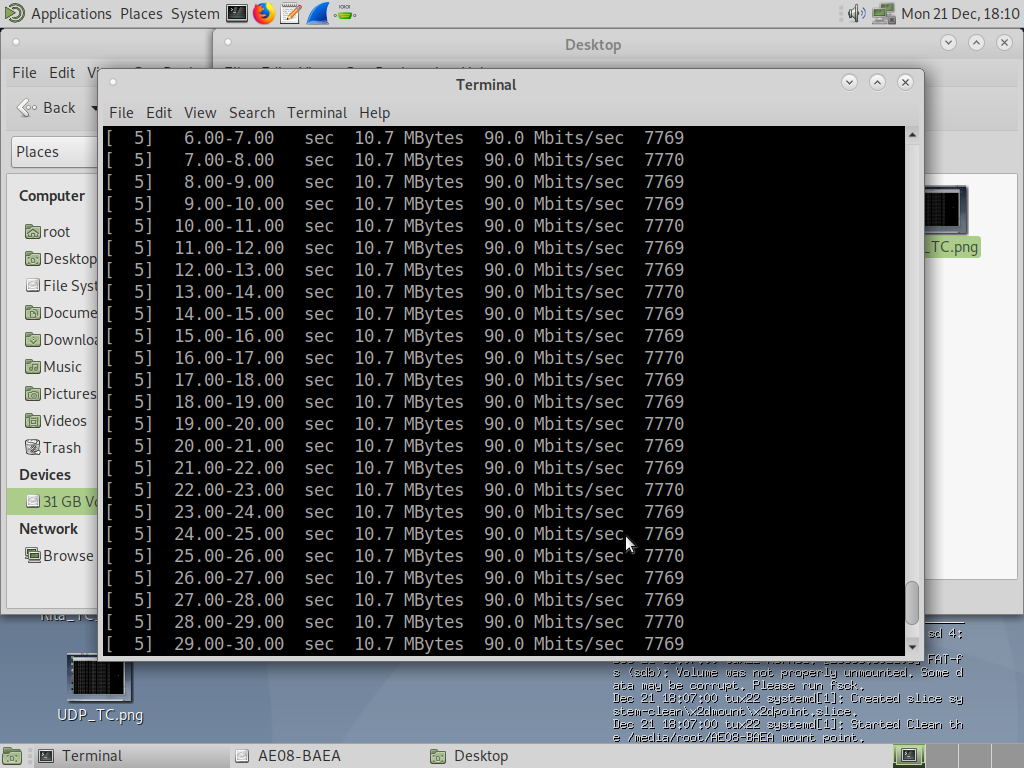 Applications Places System Mon 21 Dec, 18:10
Desktop
File Edit
Terminal
Back
File Edit View Search Terminal Help
Places
Computer
root
Desktop
File Syst
Docume
Downloa
Music
Pictures
Videos
Trash
Devices
31 GB Vo
Network
Browse
[  5]   6.00-7.00   sec  10.7 MBytes  90.0 Mbits/sec  7769
[  5]   7.00-8.00   sec  10.7 MBytes  90.0 Mbits/sec  7770
[  5]   8.00-9.00   sec  10.7 MBytes  90.0 Mbits/sec  7769
[  5]   9.00-10.00  sec  10.7 MBytes  90.0 Mbits/sec  7769
[  5]  10.00-11.00  sec  10.7 MBytes  90.0 Mbits/sec  7770
[  5]  11.00-12.00  sec  10.7 MBytes  90.0 Mbits/sec  7769
[  5]  12.00-13.00  sec  10.7 MBytes  90.0 Mbits/sec  7769
[  5]  13.00-14.00  sec  10.7 MBytes  90.0 Mbits/sec  7770
[  5]  14.00-15.00  sec  10.7 MBytes  90.0 Mbits/sec  7769
[  5]  15.00-16.00  sec  10.7 MBytes  90.0 Mbits/sec  7769
[  5]  16.00-17.00  sec  10.7 MBytes  90.0 Mbits/sec  7770
[  5]  17.00-18.00  sec  10.7 MBytes  90.0 Mbits/sec  7769
[  5]  18.00-19.00  sec  10.7 MBytes  90.0 Mbits/sec  7769
[  5]  19.00-20.00  sec  10.7 MBytes  90.0 Mbits/sec  7770
[  5]  20.00-21.00  sec  10.7 MBytes  90.0 Mbits/sec  7769
[  5]  21.00-22.00  sec  10.7 MBytes  90.0 Mbits/sec  7769
[  5]  22.00-23.00  sec  10.7 MBytes  90.0 Mbits/sec  7770
[  5]  23.00-24.00  sec  10.7 MBytes  90.0 Mbits/sec  7769
[  5]  24.00-25.00  sec  10.7 MBytes  90.0 Mbits/sec  7769
[  5]  25.00-26.00  sec  10.7 MBytes  90.0 Mbits/sec  7770
[  5]  26.00-27.00  sec  10.7 MBytes  90.0 Mbits/sec  7769
[  5]  27.00-28.00  sec  10.7 MBytes  90.0 Mbits/sec  7769
[  5]  28.00-29.00  sec  10.7 MBytes  90.0 Mbits/sec  7770
[  5]  29.00-30.00  sec  10.7 MBytes  90.0 Mbits/sec  7769
_TC.png
UDP_TC.png
sd 4:
FAT-f
s (sdb): Volume was not properly unmounted. Some d
ata may be corrupt. Please run fsck.
Dec 21 18:07:00 tux22 systemd[1]: Created slice sy
stem-clean\x2dmount\x2dpoint.slice.
Dec 21 18:07:00 tux22 systemd[1]: Started Clean th
e /media/root/AE08-BAEA mount point.
Terminal AE08-BAEA Desktop